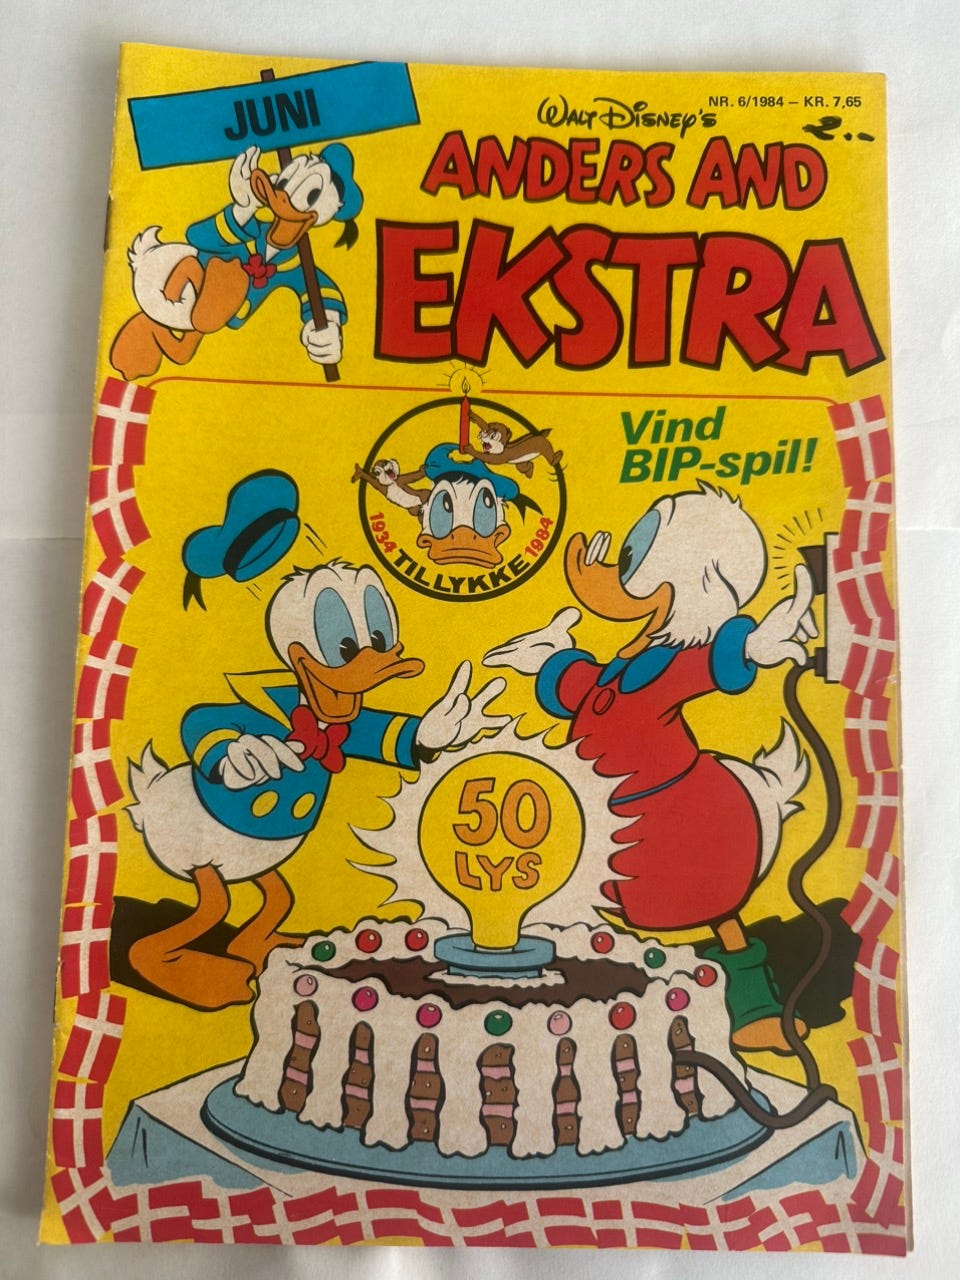 JUNI
NR. 6/1984 – KR. 7,65
2..
WALT DISNEY'S
ANDERS AND
EKSTRA
Vind
BIP-spil!
1934 TILLYKKE 1984
50
LYS